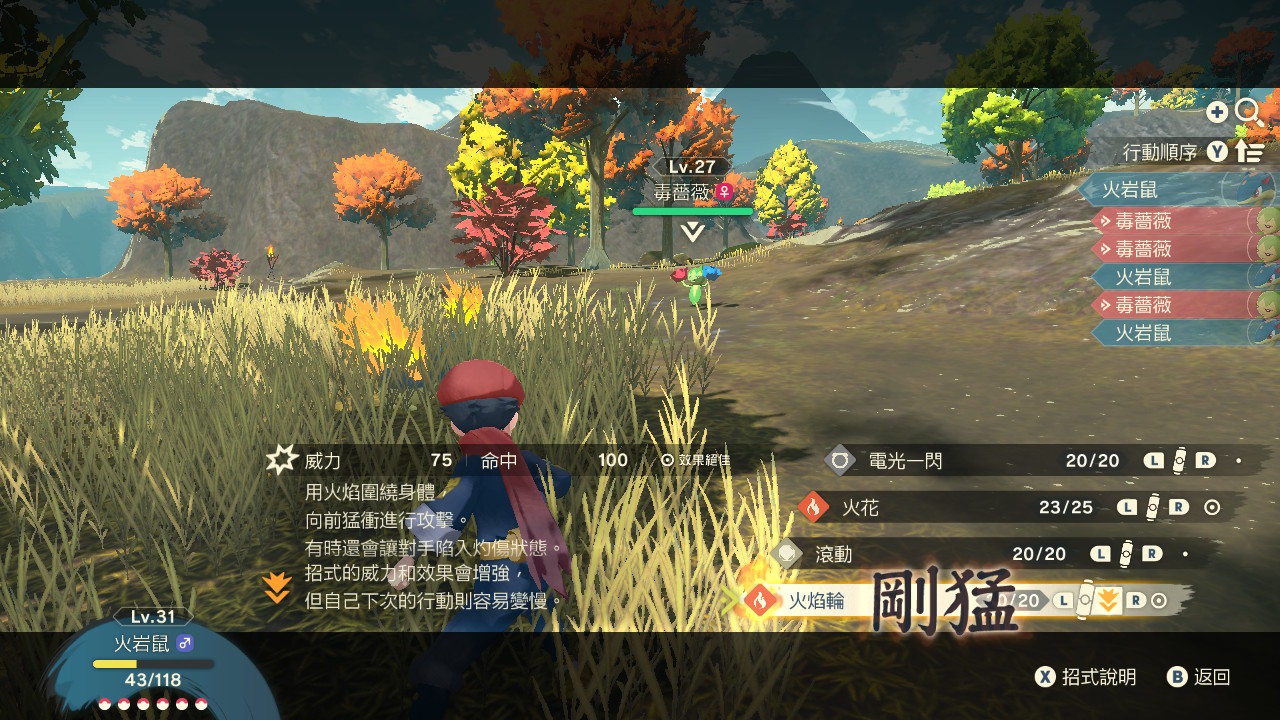 Lv.27
毒薔薇♀
行動順序 Y
火岩鼠
毒薔薇
毒薔薇
火岩鼠
毒薔薇
火岩鼠
威力 75 命中 100 效果絕佳
用火焰圍繞身體，
向前猛衝進行攻擊。
有時還會讓對手陷入灼傷狀態。
招式的威力和效果會增強，
但自己下次的行動則容易變慢。
電光一閃 20/20 L R
火花 23/25 L R
滾動 20/20 L R
火焰輪 剛猛 20 L R
Lv.31
火岩鼠♂
43/118
X 招式說明 B 返回